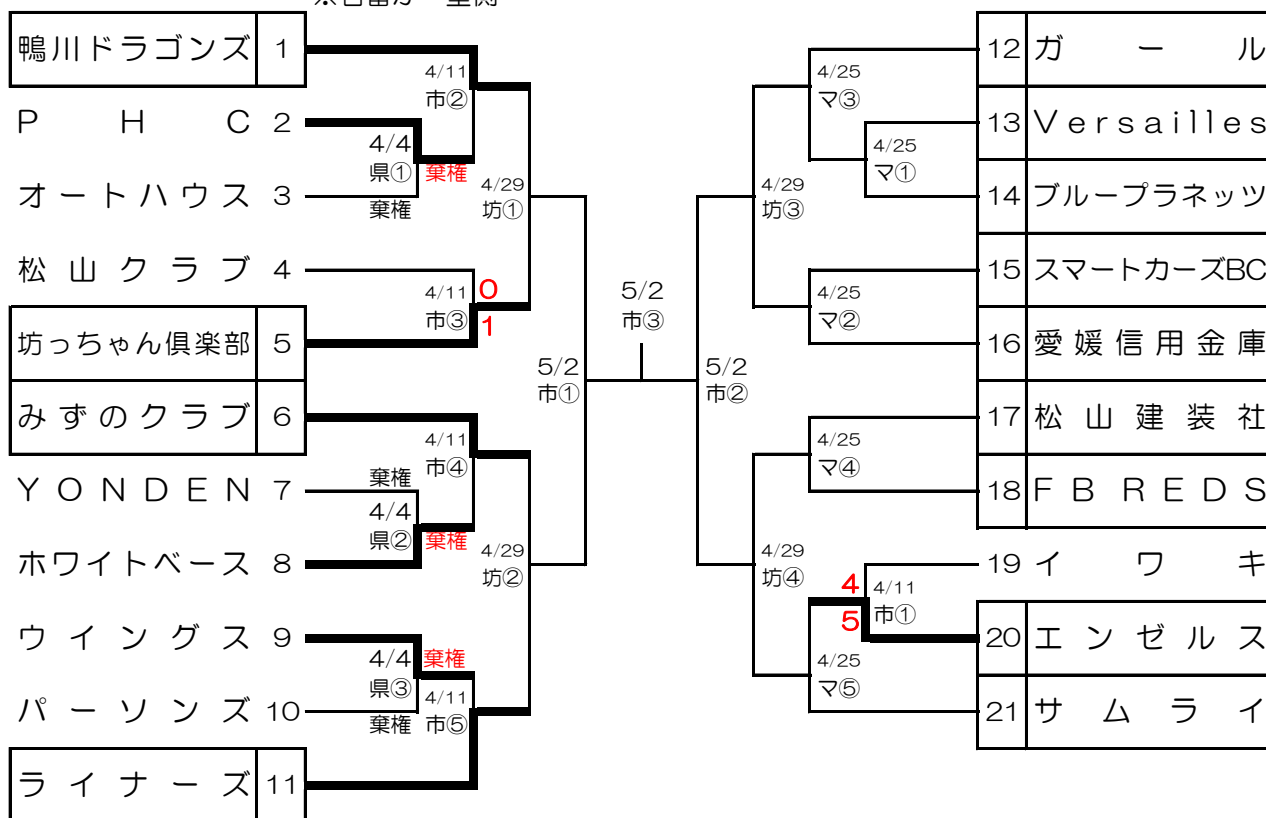 鴨川ドラゴンズ 1
4/11
市②
P H C 2
4/4
県① 棄権
オートハウス 3
棄権
4/29
坊①
松山クラブ 4
4/11 0
市③ 1
坊っちゃん倶楽部 5
5/2
市①
みずのクラブ 6
4/11
市④
YONDEN 7
棄権
4/4
県② 棄権
ホワイトベース 8
4/29
坊②
ウイングス 9
4/4 棄権
県③
パーソンズ 10
棄権
4/11
市⑤
ライナーズ 11
5/2
市③
12 ガール
4/25
マ③
13 Versailles
4/25
マ①
14 ブループラネッツ
4/29
坊③
15 スマートカーズBC
4/25
マ②
16 愛媛信用金庫
5/2
市②
17 松山建装社
4/25
マ④
18 FB REDS
4/29
坊④
19 イワキ
4 4/11
5 市①
20 エンゼルス
4/25
マ⑤
21 サムライ